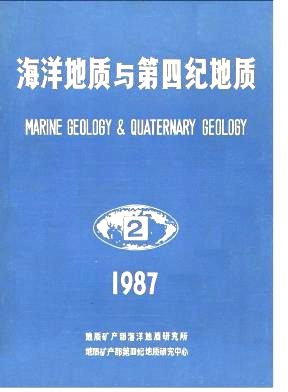 海洋地质与第四纪地质
MARINE GEOLOGY & QUATERNARY GEOLOGY
2
1987
地质矿产部海洋地质研究所
地质矿产部第四纪地质研究中心